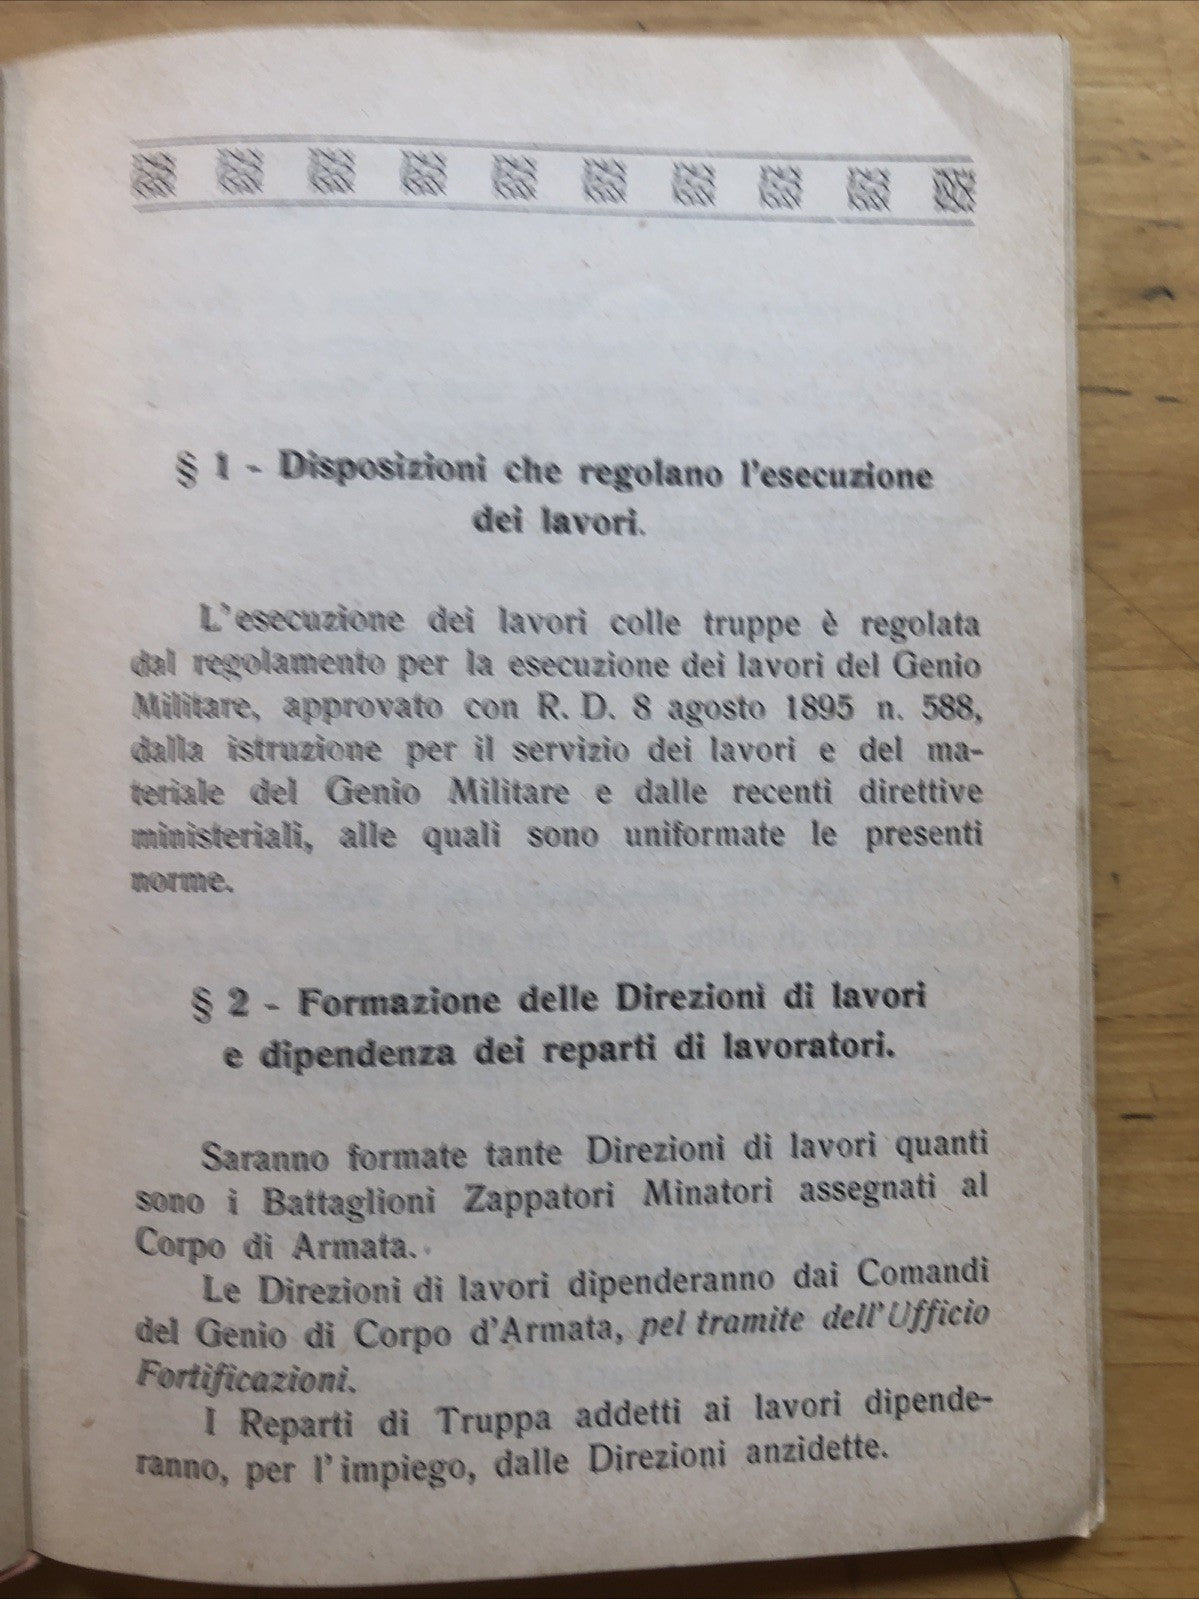 § 1 - Disposizioni che regolano l'esecuzione
dei lavori.
L'esecuzione dei lavori colle truppe è regolata
dal regolamento per la esecuzione dei lavori del Genio
Militare, approvato con R. D. 8 agosto 1895 n. 588,
dalla istruzione per il servizio dei lavori e del ma-
teriale del Genio Militare e dalle recenti direttive
ministeriali, alle quali sono uniformate le presenti
norme.
§ 2 - Formazione delle Direzioni di lavori
e dipendenza dei reparti di lavoratori.
Saranno formate tante Direzioni di lavori quanti
sono i Battaglioni Zappatori Minatori assegnati al
Corpo di Armata.
Le Direzioni di lavori dipenderanno dai Comandi
del Genio di Corpo d'Armata, pel tramite dell'Ufficio
Fortificazioni.
I Reparti di Truppa addetti ai lavori dipende-
ranno, per l'impiego, dalle Direzioni anzidette.